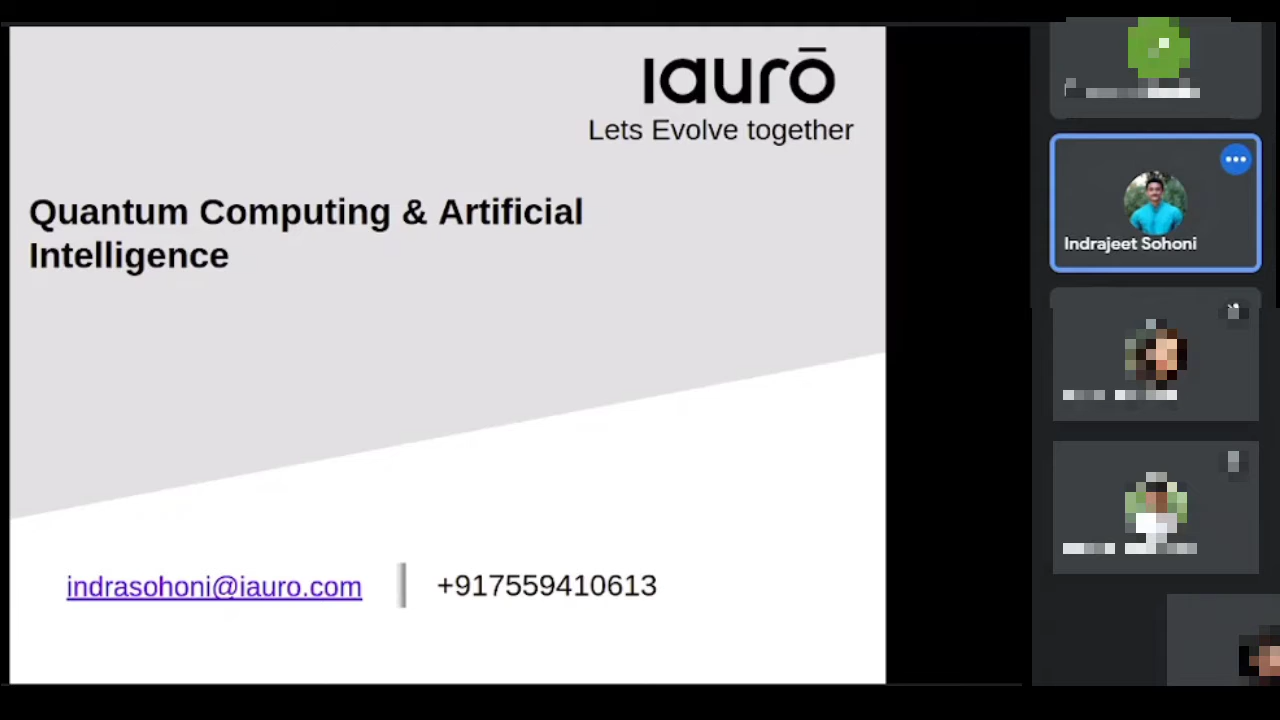 iaurō
Lets Evolve together
Quantum Computing & Artificial
Intelligence
indrasohoni@iauro.com
+917559410613
Indrajeet Sohoni